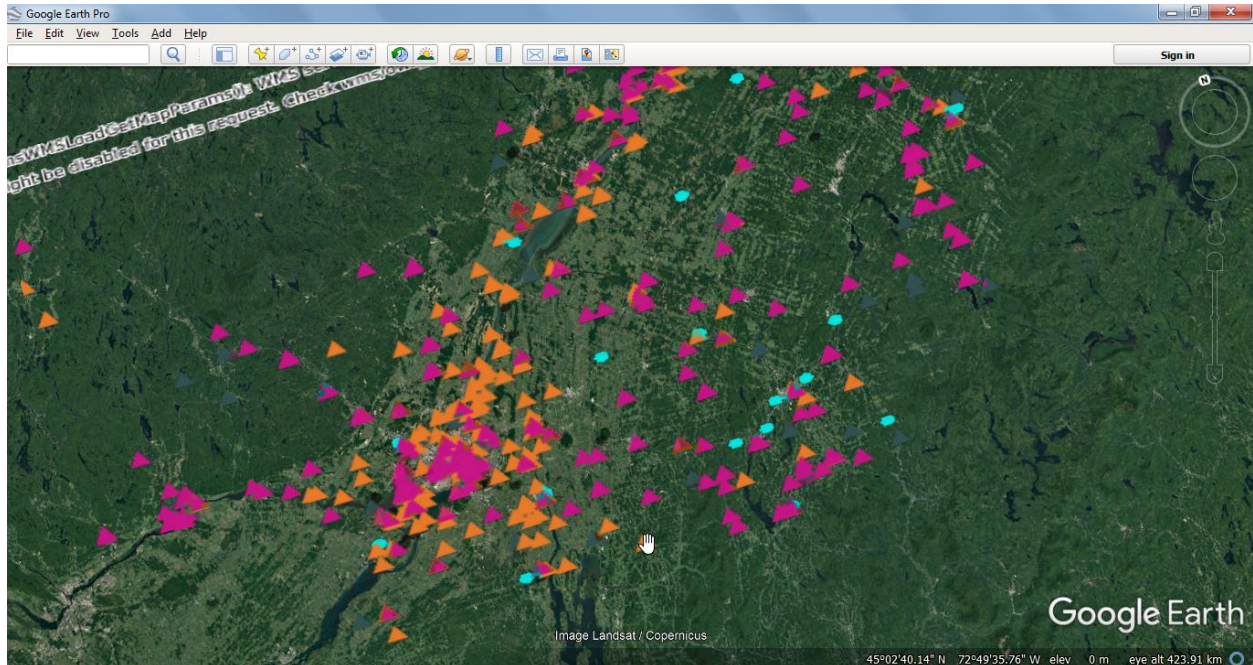 Google Earth Pro
File Edit View Tools Add Help
Sign in
msWMSLoadGetMapParams(): WMS
ght be disabled for this request. Check wms/ow
N
Image Landsat / Copernicus
Google Earth
45°02'40.14" N 72°49'35.76" W elev 0 m eye alt 423.91 km